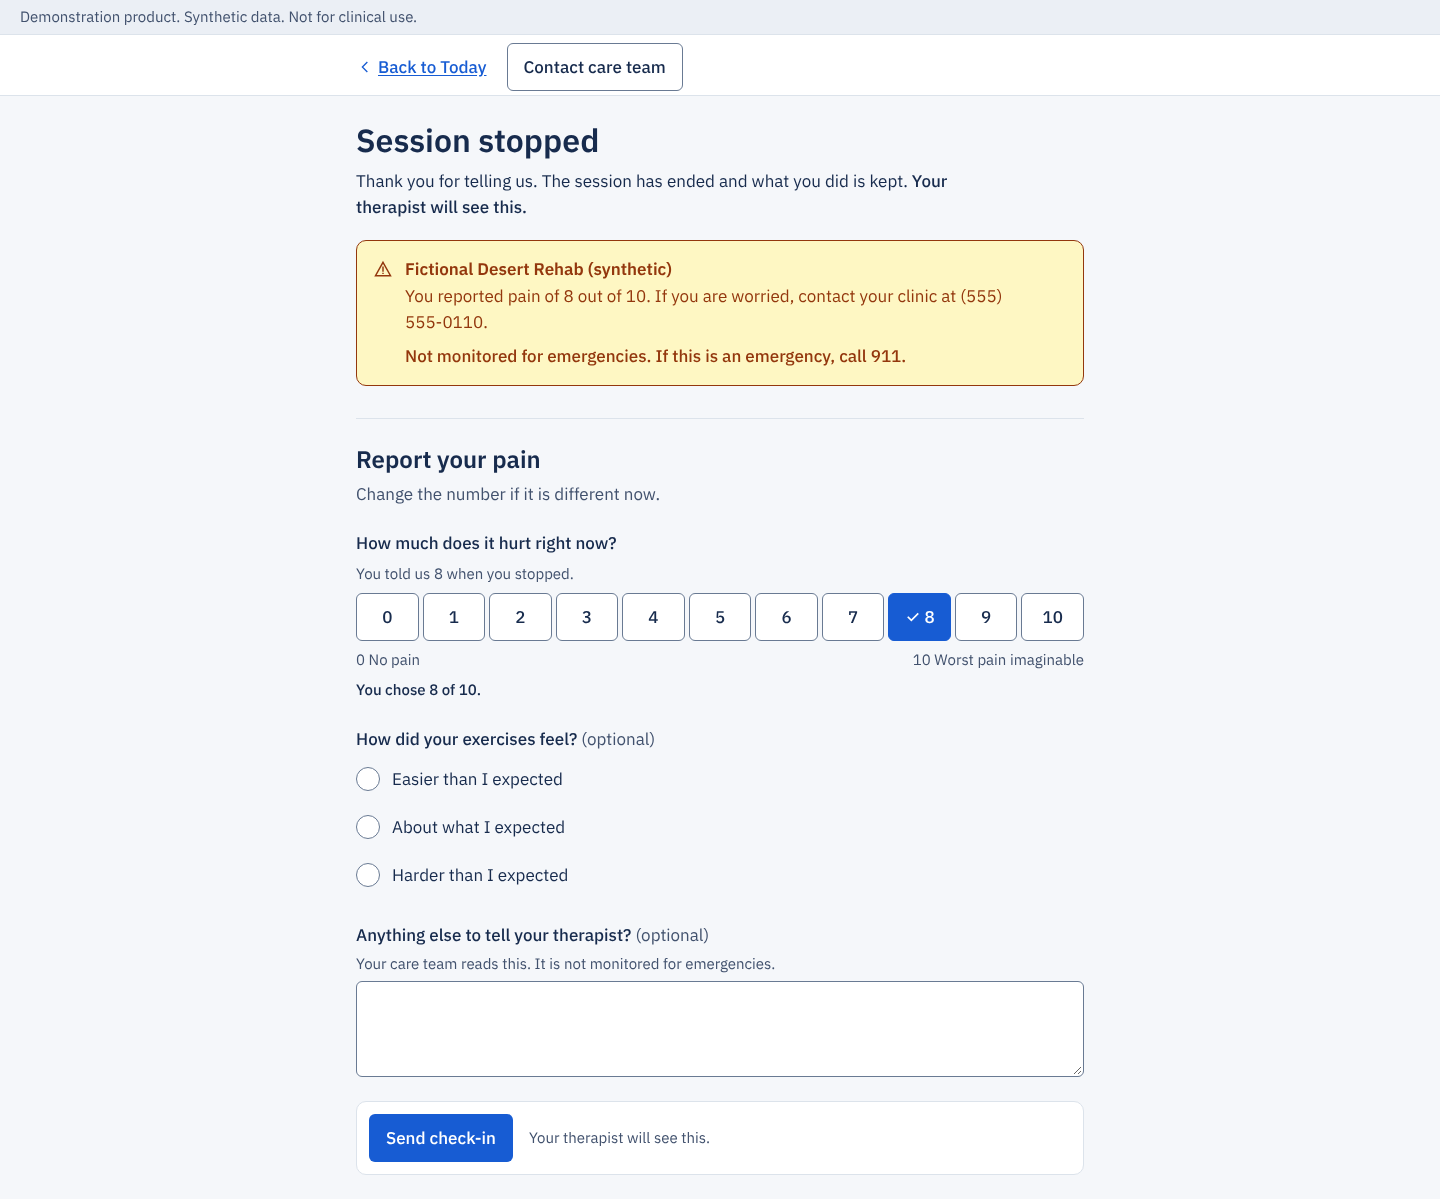 Demonstration product. Synthetic data. Not for clinical use.
Back to Today
Contact care team
Session stopped
Thank you for telling us. The session has ended and what you did is kept. Your
therapist will see this.
Fictional Desert Rehab (synthetic)
You reported pain of 8 out of 10. If you are worried, contact your clinic at (555)
555-0110.
Not monitored for emergencies. If this is an emergency, call 911.
Report your pain
Change the number if it is different now.
How much does it hurt right now?
You told us 8 when you stopped.
0 1 2 3 4 5 6 7 8 9 10
0 No pain 10 Worst pain imaginable
You chose 8 of 10.
How did your exercises feel? (optional)
Easier than I expected
About what I expected
Harder than I expected
Anything else to tell your therapist? (optional)
Your care team reads this. It is not monitored for emergencies.
Send check-in Your therapist will see this.